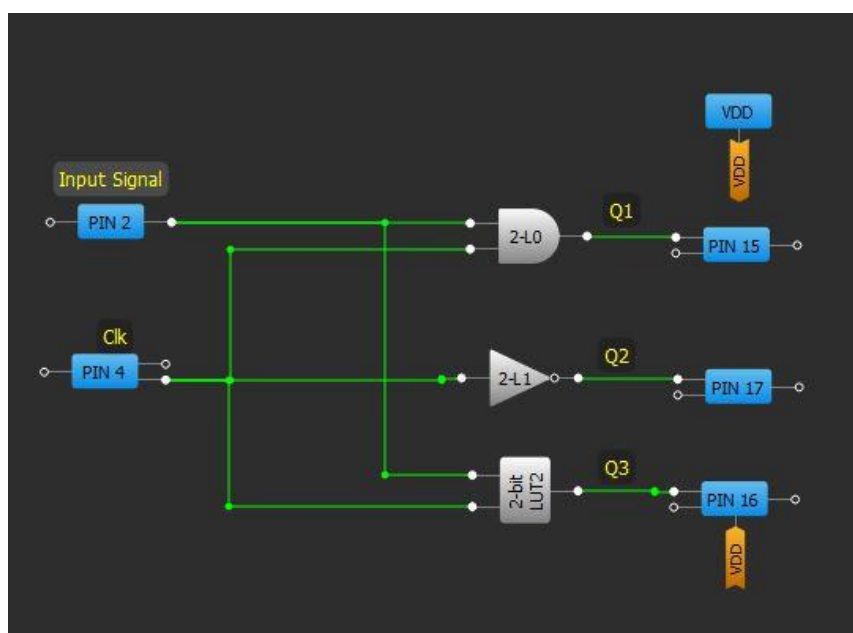 VDD
VDD
Input Signal
PIN 2
2-L0
Q1
PIN 15
Clk
PIN 4
2-L1
Q2
PIN 17
2-bit
LUT2
Q3
PIN 16
VDD